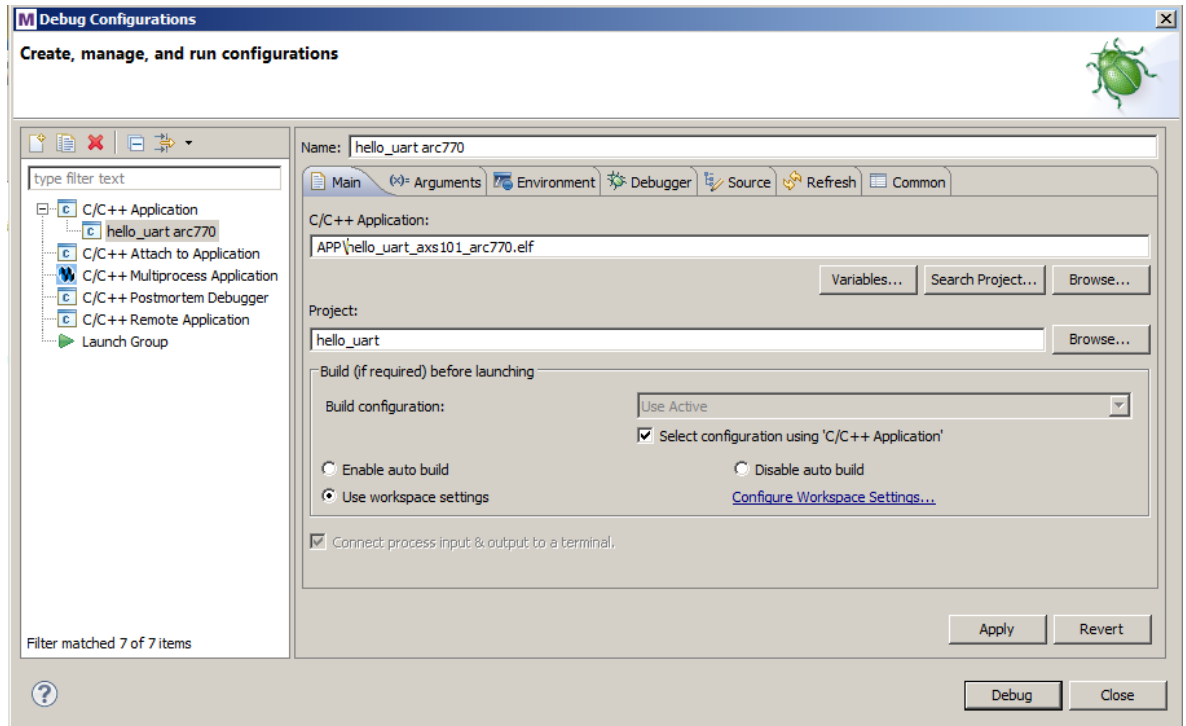 M Debug Configurations
Create, manage, and run configurations
type filter text
C/C++ Application
hello_uart arc770
C/C++ Attach to Application
C/C++ Multiprocess Application
C/C++ Postmortem Debugger
C/C++ Remote Application
Launch Group
Filter matched 7 of 7 items
Name: hello_uart arc770
Main (x)= Arguments Environment Debugger Source Refresh Common
C/C++ Application:
APP\hello_uart_axs101_arc770.elf
Variables... Search Project... Browse...
Project:
hello_uart
Browse...
Build (if required) before launching
Build configuration: Use Active
Select configuration using 'C/C++ Application'
Enable auto build Disable auto build
Use workspace settings Configure Workspace Settings...
Connect process input & output to a terminal.
Apply Revert
? Debug Close